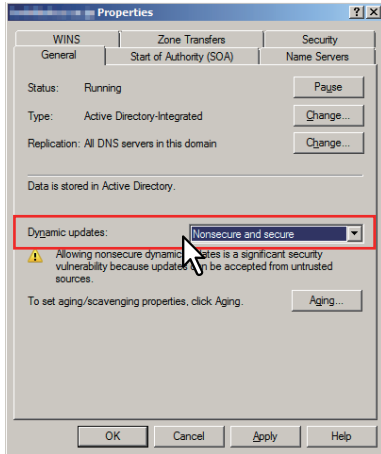 Properties
WINS Zone Transfers Security
General Start of Authority (SOA) Name Servers
Status: Running Pause
Type: Active Directory-Integrated Change...
Replication: All DNS servers in this domain Change...
Data is stored in Active Directory.
Dynamic updates: Nonsecure and secure
Allowing nonsecure dynamic updates is a significant security
vulnerability because updates can be accepted from untrusted
sources.
To set aging/scavenging properties, click Aging. Aging...
OK Cancel Apply Help